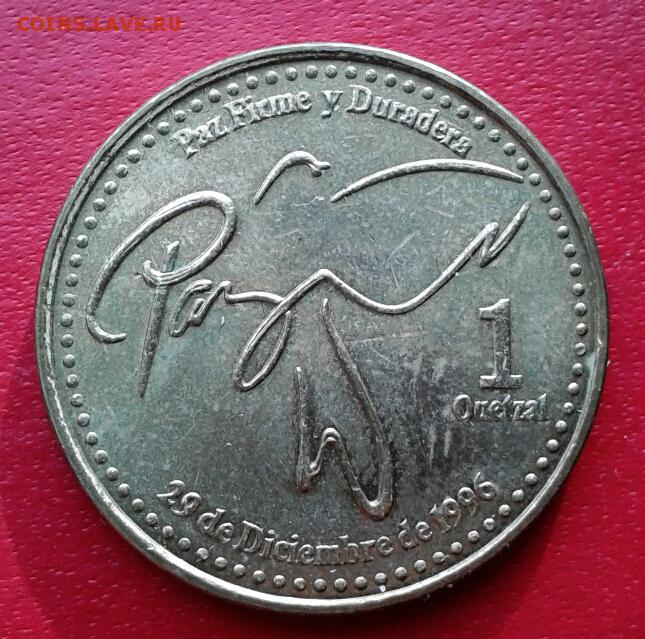 COINS.LAVE.RU
Paz Firme y Duradera
Paz
1
Quetzal
29 de Diciembre de 1996